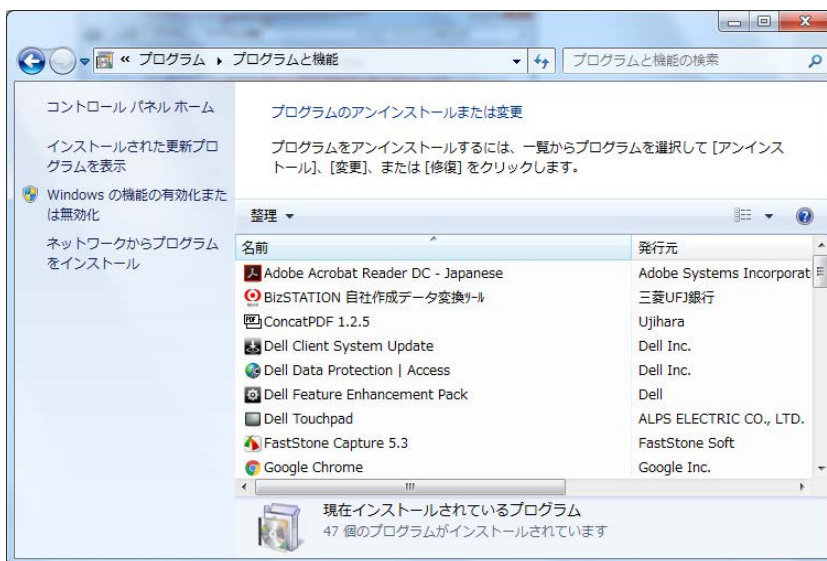 « プログラム ▸ プログラムと機能
プログラムと機能の検索
コントロール パネル ホーム
インストールされた更新プロ
グラムを表示
Windows の機能の有効化また
は無効化
ネットワークからプログラム
をインストール
プログラムのアンインストールまたは変更
プログラムをアンインストールするには、一覧からプログラムを選択して [アンインス
トール]、[変更]、または [修復] をクリックします。
整理
名前 発行元
Adobe Acrobat Reader DC - Japanese Adobe Systems Incorporat
BizSTATION 自社作成データ変換ﾂｰﾙ 三菱UFJ銀行
ConcatPDF 1.2.5 Ujihara
Dell Client System Update Dell Inc.
Dell Data Protection | Access Dell Inc.
Dell Feature Enhancement Pack Dell
Dell Touchpad ALPS ELECTRIC CO., LTD.
FastStone Capture 5.3 FastStone Soft
Google Chrome Google Inc.
現在インストールされているプログラム
47 個のプログラムがインストールされています